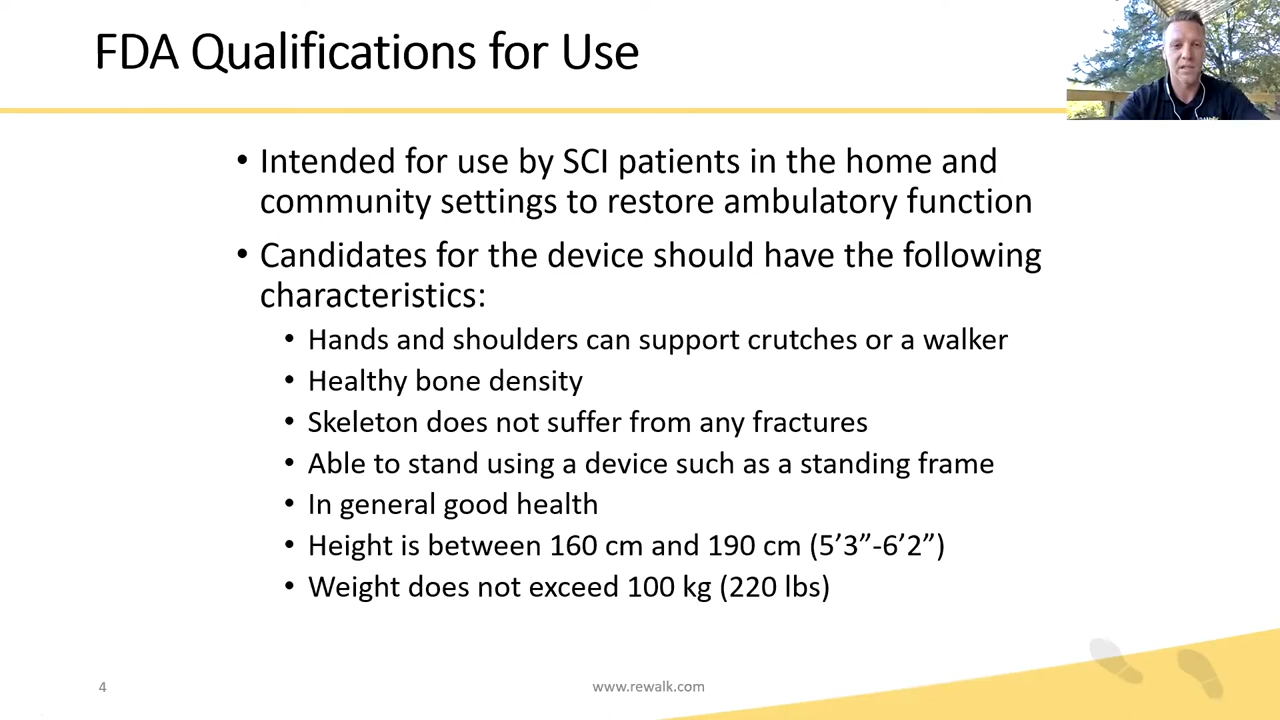 FDA Qualifications for Use
• Intended for use by SCI patients in the home and
community settings to restore ambulatory function
• Candidates for the device should have the following
characteristics:
• Hands and shoulders can support crutches or a walker
• Healthy bone density
• Skeleton does not suffer from any fractures
• Able to stand using a device such as a standing frame
• In general good health
• Height is between 160 cm and 190 cm (5’3”-6’2”)
• Weight does not exceed 100 kg (220 lbs)
4
www.rewalk.com